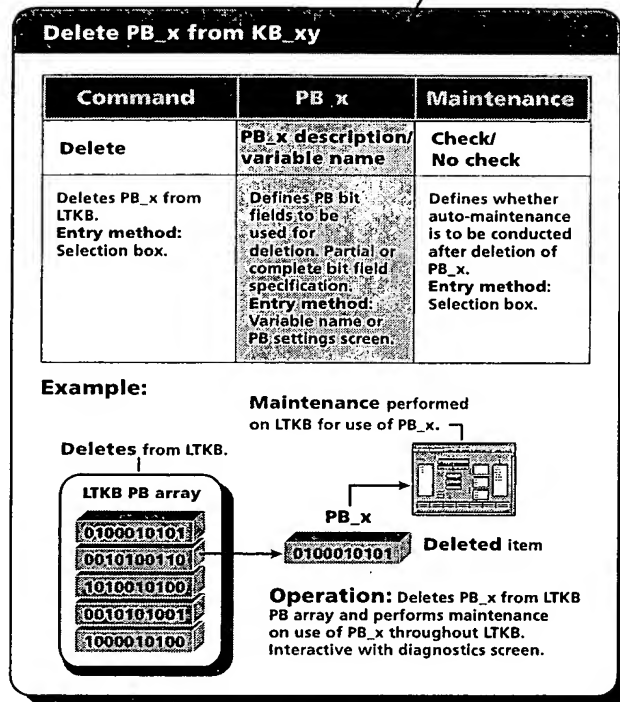 Delete PB_x from KB_xy
Command
PB_x
Maintenance
Delete
PB_x description/
variable name
Check/
No check
Deletes PB_x from
LTKB.
Entry method:
Selection box.
Defines PB bit
fields to be
used for
deletion. Partial or
complete bit field
specification.
Entry method:
Variable name or
PB settings screen.
Defines whether
auto-maintenance
is to be conducted
after deletion of
PB_x.
Entry method:
Selection box.
Example:
Maintenance performed
on LTKB for use of PB_x.
Deletes from LTKB.
LTKB PB array
0100010101
0010100110
1010010100
0010101001
1000010100
PB_x
0100010101
Deleted item
Operation: Deletes PB_x from LTKB
PB array and performs maintenance
on use of PB_x throughout LTKB.
Interactive with diagnostics screen.